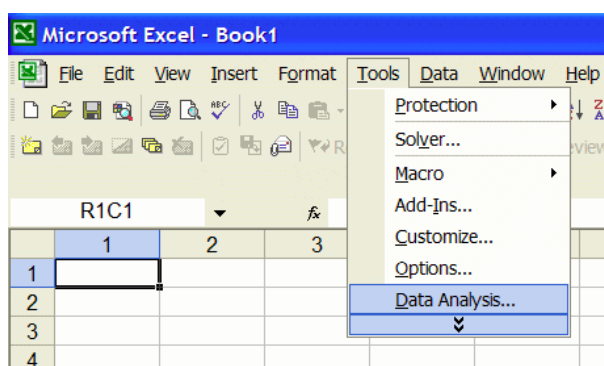 Microsoft Excel - Book1
File Edit View Insert Format Tools Data Window Help
Protection
Solver...
Macro
Add-Ins...
Customize...
Options...
Data Analysis...
R1C1 fx
1 2 3
1
2
3
4